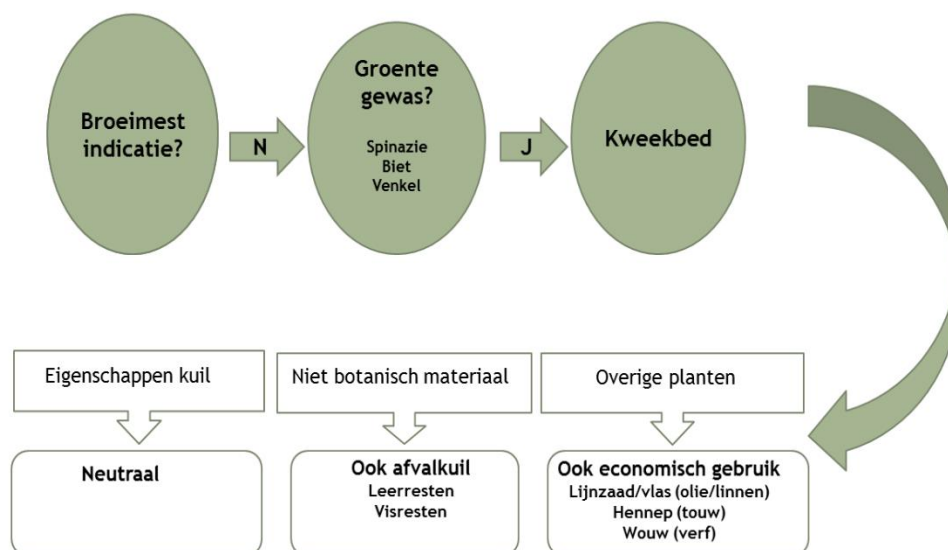 Broeimest
indicatie?
N
Groente
gewas?
Spinazie
Biet
Venkel
J
Kweekbed
Eigenschappen kuil
Neutraal
Niet botanisch materiaal
Ook afvalkuil
Leerresten
Visresten
Overige planten
Ook economisch gebruik
Lijnzaad/vlas (olie/linnen)
Hennep (touw)
Wouw (verf)